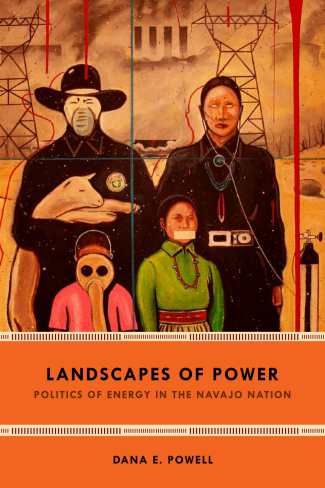 LANDSCAPES OF POWER
POLITICS OF ENERGY IN THE NAVAJO NATION
DANA E. POWELL